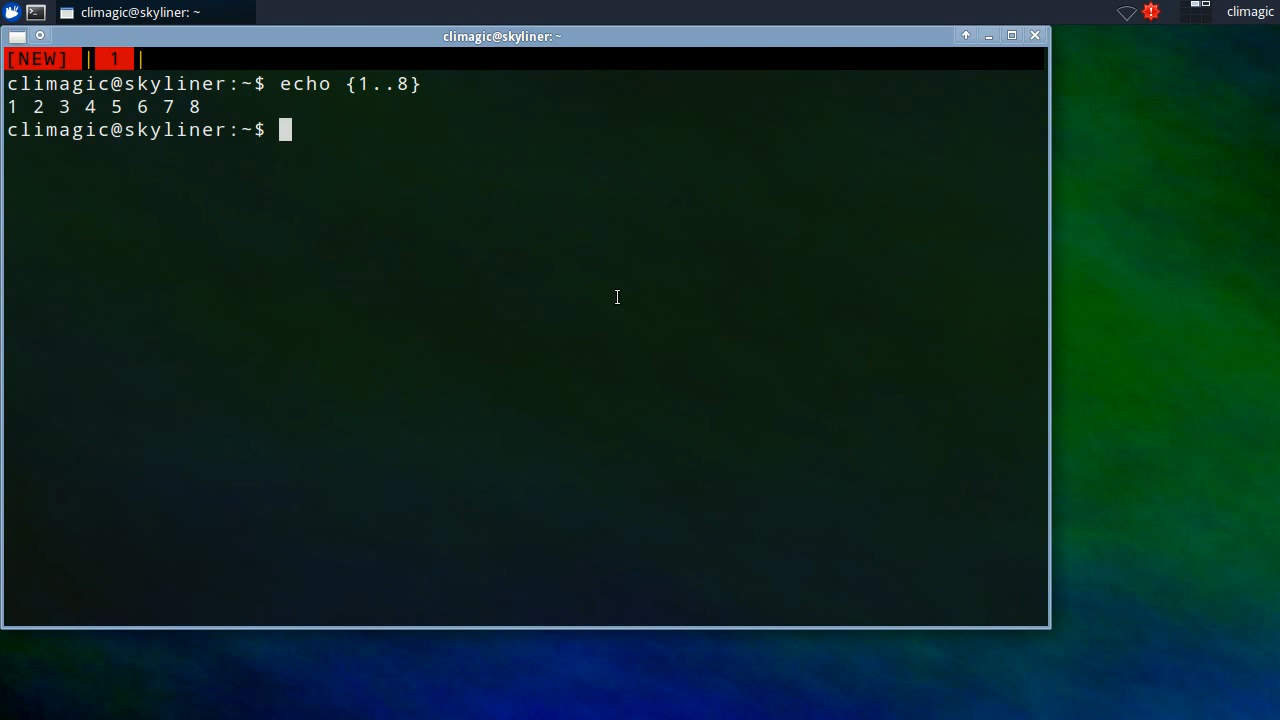 climagic@skyliner: ~
climagic
climagic@skyliner: ~
[NEW] | 1 |
climagic@skyliner:~$ echo {1..8}
1 2 3 4 5 6 7 8
climagic@skyliner:~$